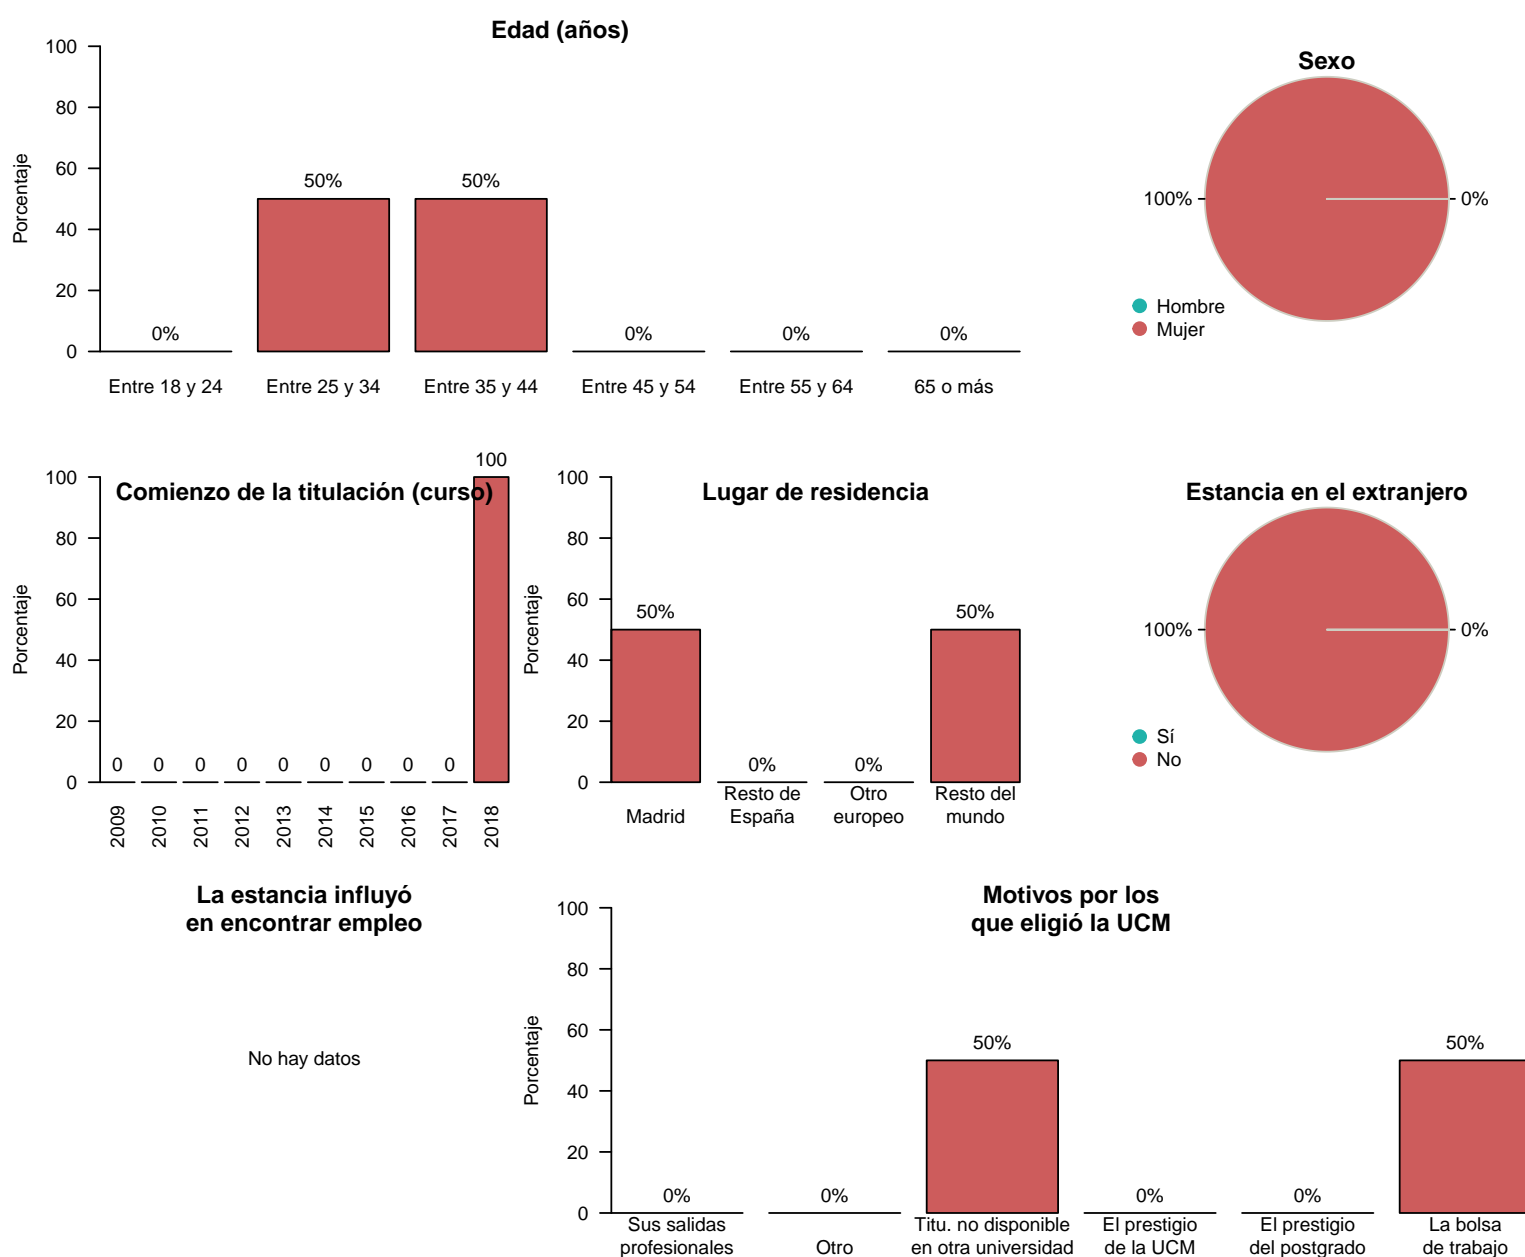 Edad (años)
Porcentaje
100
80
60
40
20
0
0%
50%
50%
0%
0%
0%
Entre 18 y 24
Entre 25 y 34
Entre 35 y 44
Entre 45 y 54
Entre 55 y 64
65 o más
Sexo
100%
0%
Hombre
Mujer
Comienzo de la titulación (curso)
Porcentaje
100
80
60
40
20
0
0
0
0
0
0
0
0
0
0
100
2009
2010
2011
2012
2013
2014
2015
2016
2017
2018
Lugar de residencia
Porcentaje
100
80
60
40
20
0
50%
0%
0%
50%
Madrid
Resto de
España
Otro
europeo
Resto del
mundo
Estancia en el extranjero
100%
0%
Sí
No
La estancia influyó
en encontrar empleo
No hay datos
Motivos por los
que eligió la UCM
Porcentaje
100
80
60
40
20
0
0%
0%
50%
0%
0%
50%
Sus salidas
profesionales
Otro
Titu. no disponible
en otra universidad
El prestigio
de la UCM
El prestigio
del postgrado
La bolsa
de trabajo